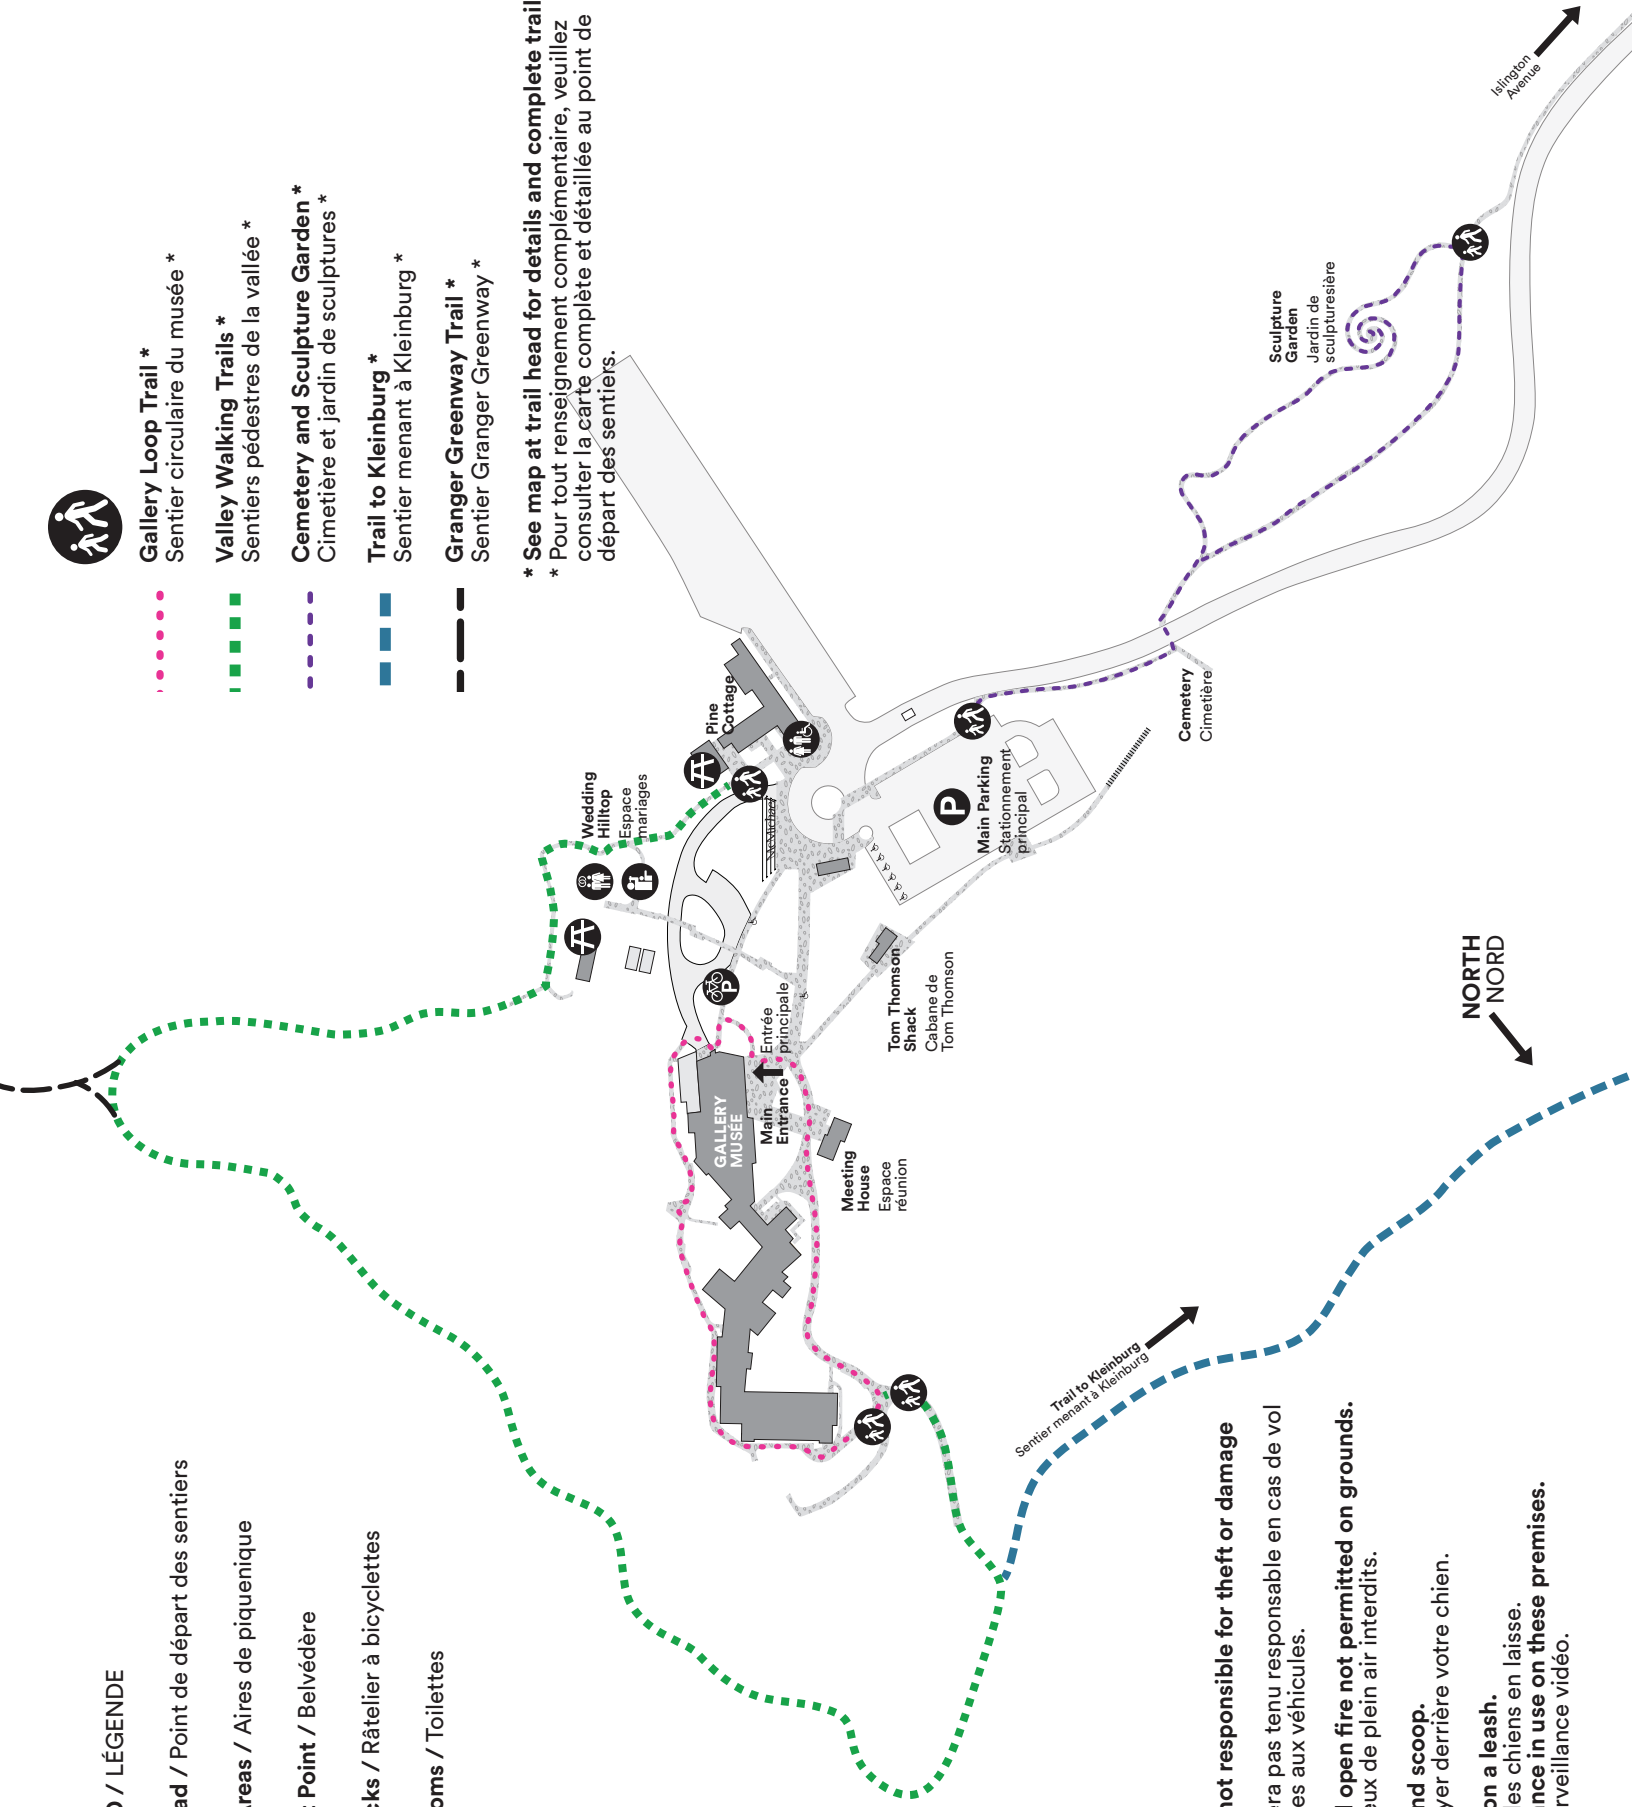 Gallery Loop Trail *
Sentier circulaire du musée *
Valley Walking Trails *
Sentiers pédestres de la vallée *
Cemetery and Sculpture Garden *
Cimetière et jardin de sculptures *
Trail to Kleinburg *
Sentier menant à Kleinburg *
Granger Greenway Trail *
Sentier Granger Greenway *
* See map at trail head for details and complete trail
* Pour tout renseignement complémentaire, veuillez
consulter la carte complète et détaillée au point de
départ des sentiers.
/ LÉGENDE
ad / Point de départ des sentiers
reas / Aires de piquenique
Point / Belvédère
cks / Râtelier à bicyclettes
oms / Toilettes
Pine
Cottage
Wedding
Hilltop
Espace
mariages
McMichael
P
Entrée
principale
Main
Entrance
GALLERY
MUSÉE
Meeting
House
Espace
réunion
Tom Thomson
Shack
Cabane de
Tom Thomson
P
Main Parking
Stationnement
principal
Cemetery
Cimetière
Sculpture
Garden
Jardin de
sculpturesière
Islington
Avenue
NORTH
NORD
Trail to Kleinburg
Sentier menant à Kleinburg
not responsible for theft or damage
era pas tenu responsable en cas de vol
es aux véhicules.
open fire not permitted on grounds.
eux de plein air interdits.
nd scoop.
yer derrière votre chien.
on a leash.
les chiens en laisse.
ance in use on these premises.
rveillance vidéo.